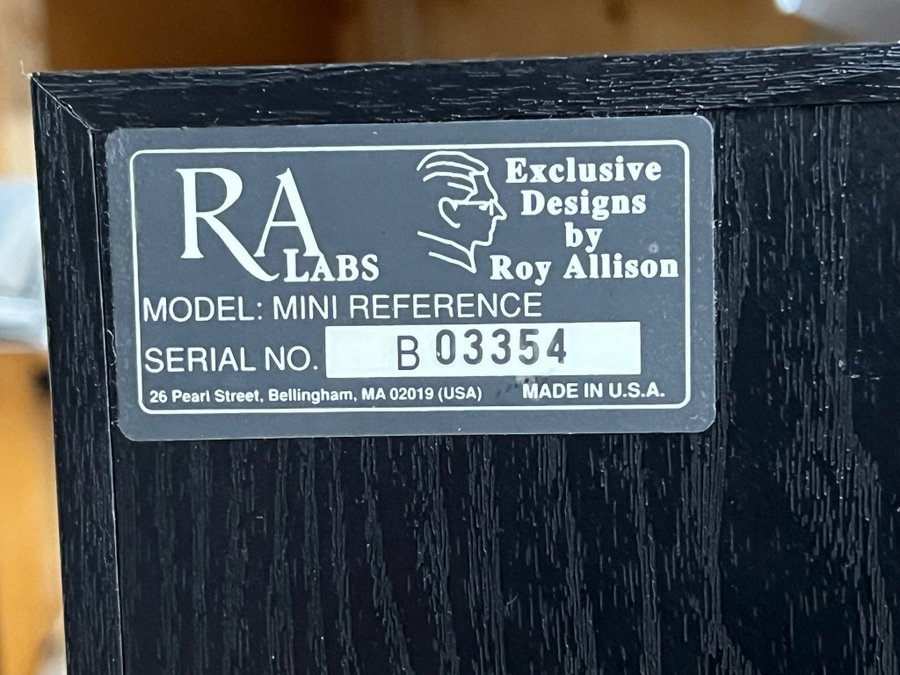 RA LABS
Exclusive
Designs
by
Roy Allison
MODEL: MINI REFERENCE
SERIAL NO. B 03354
26 Pearl Street, Bellingham, MA 02019 (USA) MADE IN U.S.A.